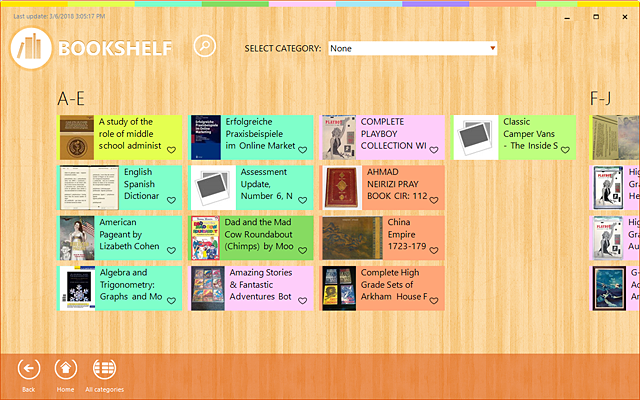 Last update: 3/6/2018 3:05:17 PM
BOOKSHELF
SELECT CATEGORY:
None
A-E
F-J
A study of the
role of middle
school administ
Erfolgreiche
Praxisbeispiele
im Online Market
COMPLETE
PLAYBOY
COLLECTION WI
Classic
Camper Vans
- The Inside S
English
Spanish
Dictionar
Assessment
Update,
Number 6, N
AHMAD
NEIRIZI PRAY
BOOK CIR: 112
Hig
Gra
He
American
Pageant by
Lizabeth Cohen
Dad and the Mad
Cow Roundabout
(Chimps) by Moo
China
Empire
1723-179
Hig
Gra
Au
Algebra and
Trigonometry:
Graphs and Mo
Amazing Stories
& Fantastic
Adventures Bot
Complete High
Grade Sets of
Arkham House F
G-
Ac
An
Back
Home
All categories